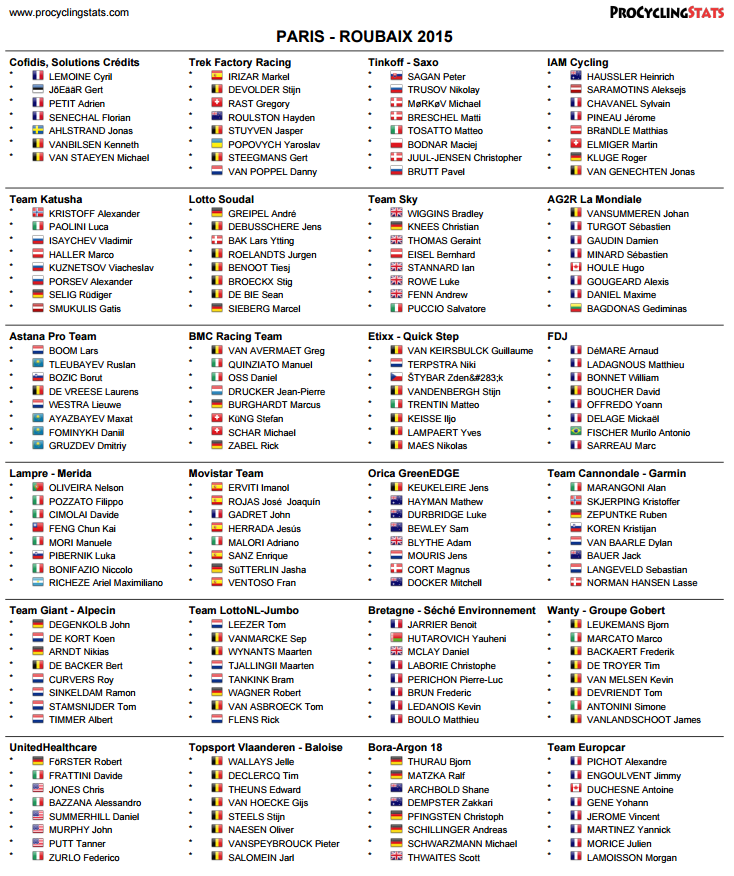 www.procyclingstats.com
PROCYCLINGSTATS
PARIS - ROUBAIX 2015
Cofidis, Solutions Crédits
* LEMOINE Cyril
* JõEääR Gert
* PETIT Adrien
* SENECHAL Florian
* AHLSTRAND Jonas
* VANBILSEN Kenneth
* VAN STAEYEN Michael
Trek Factory Racing
* IRIZAR Markel
* DEVOLDER Stijn
* RAST Gregory
* ROULSTON Hayden
* STUYVEN Jasper
* POPOVYCH Yaroslav
* STEEGMANS Gert
* VAN POPPEL Danny
Tinkoff - Saxo
* SAGAN Peter
* TRUSOV Nikolay
* MøRKøV Michael
* BRESCHEL Matti
* TOSATTO Matteo
* BODNAR Maciej
* JUUL-JENSEN Christopher
* BRUTT Pavel
IAM Cycling
* HAUSSLER Heinrich
* SARAMOTINS Aleksejs
* CHAVANEL Sylvain
* PINEAU Jérome
* BRäNDLE Matthias
* ELMIGER Martin
* KLUGE Roger
* VAN GENECHTEN Jonas
Team Katusha
* KRISTOFF Alexander
* PAOLINI Luca
* ISAYCHEV Vladimir
* HALLER Marco
* KUZNETSOV Viacheslav
* PORSEV Alexander
* SELIG Rüdiger
* SMUKULIS Gatis
Lotto Soudal
* GREIPEL André
* DEBUSSCHERE Jens
* BAK Lars Ytting
* ROELANDTS Jurgen
* BENOOT Tiesj
* BROECKX Stig
* DE BIE Sean
* SIEBERG Marcel
Team Sky
* WIGGINS Bradley
* KNEES Christian
* THOMAS Geraint
* EISEL Bernhard
* STANNARD Ian
* ROWE Luke
* FENN Andrew
* PUCCIO Salvatore
AG2R La Mondiale
* VANSUMMEREN Johan
* TURGOT Sébastien
* GAUDIN Damien
* MINARD Sébastien
* HOULE Hugo
* GOUGEARD Alexis
* DANIEL Maxime
* BAGDONAS Gediminas
Astana Pro Team
* BOOM Lars
* TLEUBAYEV Ruslan
* BOZIC Borut
* DE VREESE Laurens
* WESTRA Lieuwe
* AYAZBAYEV Maxat
* FOMINYKH Daniil
* GRUZDEV Dmitriy
BMC Racing Team
* VAN AVERMAET Greg
* QUINZIATO Manuel
* OSS Daniel
* DRUCKER Jean-Pierre
* BURGHARDT Marcus
* KüNG Stefan
* SCHAR Michael
* ZABEL Rick
Etixx - Quick Step
* VAN KEIRSBULCK Guillaume
* TERPSTRA Niki
* ŠTYBAR Zden&#283;k
* VANDENBERGH Stijn
* TRENTIN Matteo
* KEISSE Iljo
* LAMPAERT Yves
* MAES Nikolas
FDJ
* DéMARE Arnaud
* LADAGNOUS Matthieu
* BONNET William
* BOUCHER David
* OFFREDO Yoann
* DELAGE Mickaël
* FISCHER Murilo Antonio
* SARREAU Marc
Lampre - Merida
* OLIVEIRA Nelson
* POZZATO Filippo
* CIMOLAI Davide
* FENG Chun Kai
* MORI Manuele
* PIBERNIK Luka
* BONIFAZIO Niccolo
* RICHEZE Ariel Maximiliano
Movistar Team
* ERVITI Imanol
* ROJAS José Joaquín
* GADRET John
* HERRADA Jesús
* MALORI Adriano
* SANZ Enrique
* SüTTERLIN Jasha
* VENTOSO Fran
Orica GreenEDGE
* KEUKELEIRE Jens
* HAYMAN Mathew
* DURBRIDGE Luke
* BEWLEY Sam
* BLYTHE Adam
* MOURIS Jens
* CORT Magnus
* DOCKER Mitchell
Team Cannondale - Garmin
* MARANGONI Alan
* SKJERPING Kristoffer
* ZEPUNTKE Ruben
* KOREN Kristijan
* VAN BAARLE Dylan
* BAUER Jack
* LANGEVELD Sebastian
* NORMAN HANSEN Lasse
Team Giant - Alpecin
* DEGENKOLB John
* DE KORT Koen
* ARNDT Nikias
* DE BACKER Bert
* CURVERS Roy
* SINKELDAM Ramon
* STAMSNIJDER Tom
* TIMMER Albert
Team LottoNL-Jumbo
* LEEZER Tom
* VANMARCKE Sep
* WYNANTS Maarten
* TJALLINGII Maarten
* TANKINK Bram
* WAGNER Robert
* VAN ASBROECK Tom
* FLENS Rick
Bretagne - Séché Environnement
* JARRIER Benoit
* HUTAROVICH Yauheni
* MCLAY Daniel
* LABORIE Christophe
* PERICHON Pierre-Luc
* BRUN Frederic
* LEDANOIS Kevin
* BOULO Matthieu
Wanty - Groupe Gobert
* LEUKEMANS Bjorn
* MARCATO Marco
* BACKAERT Frederik
* DE TROYER Tim
* VAN MELSEN Kevin
* DEVRIENDT Tom
* ANTONINI Simone
* VANLANDSCHOOT James
UnitedHealthcare
* FöRSTER Robert
* FRATTINI Davide
* JONES Chris
* BAZZANA Alessandro
* SUMMERHILL Daniel
* MURPHY John
* PUTT Tanner
* ZURLO Federico
Topsport Vlaanderen - Baloise
* WALLAYS Jelle
* DECLERCQ Tim
* THEUNS Edward
* VAN HOECKE Gijs
* STEELS Stijn
* NAESEN Oliver
* VANSPEYBROUCK Pieter
* SALOMEIN Jarl
Bora-Argon 18
* THURAU Bjorn
* MATZKA Ralf
* ARCHBOLD Shane
* DEMPSTER Zakkari
* PFINGSTEN Christoph
* SCHILLINGER Andreas
* SCHWARZMANN Michael
* THWAITES Scott
Team Europcar
* PICHOT Alexandre
* ENGOULVENT Jimmy
* DUCHESNE Antoine
* GENE Yohann
* JEROME Vincent
* MARTINEZ Yannick
* MORICE Julien
* LAMOISSON Morgan